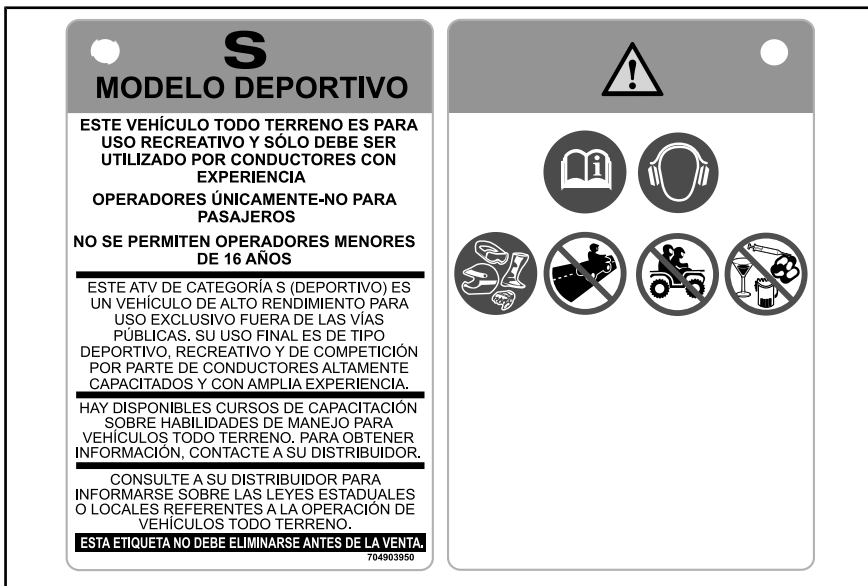 S
MODELO DEPORTIVO
ESTE VEHÍCULO TODO TERRENO ES PARA
USO RECREATIVO Y SÓLO DEBE SER
UTILIZADO POR CONDUCTORES CON
EXPERIENCIA
OPERADORES ÚNICAMENTE-NO PARA
PASAJEROS
NO SE PERMITEN OPERADORES MENORES
DE 16 AÑOS
ESTE ATV DE CATEGORÍA S (DEPORTIVO) ES
UN VEHÍCULO DE ALTO RENDIMIENTO PARA
USO EXCLUSIVO FUERA DE LAS VÍAS
PÚBLICAS. SU USO FINAL ES DE TIPO
DEPORTIVO, RECREATIVO Y DE COMPETICIÓN
POR PARTE DE CONDUCTORES ALTAMENTE
CAPACITADOS Y CON AMPLIA EXPERIENCIA.
HAY DISPONIBLES CURSOS DE CAPACITACIÓN
SOBRE HABILIDADES DE MANEJO PARA
VEHÍCULOS TODO TERRENO. PARA OBTENER
INFORMACIÓN, CONTACTE A SU DISTRIBUIDOR.
CONSULTE A SU DISTRIBUIDOR PARA
INFORMARSE SOBRE LAS LEYES ESTADUALES
O LOCALES REFERENTES A LA OPERACIÓN DE
VEHÍCULOS TODO TERRENO.
ESTA ETIQUETA NO DEBE ELIMINARSE ANTES DE LA VENTA.
704903950